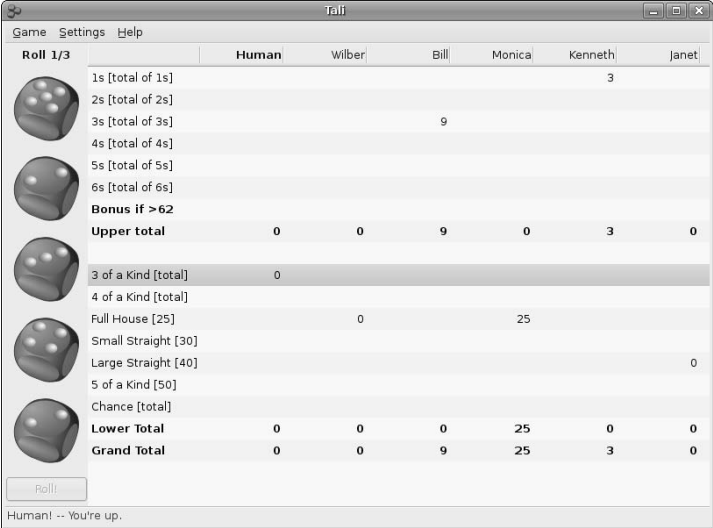 Tali
Game Settings Help
Roll 1/3 Human Wilber Bill Monica Kenneth Janet
1s [total of 1s] 3
2s [total of 2s]
3s [total of 3s] 9
4s [total of 4s]
5s [total of 5s]
6s [total of 6s]
Bonus if >62
Upper total 0 0 9 0 3 0
3 of a Kind [total] 0
4 of a Kind [total]
Full House [25] 0 25
Small Straight [30]
Large Straight [40] 0
5 of a Kind [50]
Chance [total]
Lower Total 0 0 0 25 0 0
Grand Total 0 0 9 25 3 0
Roll!
Human! -- You're up.